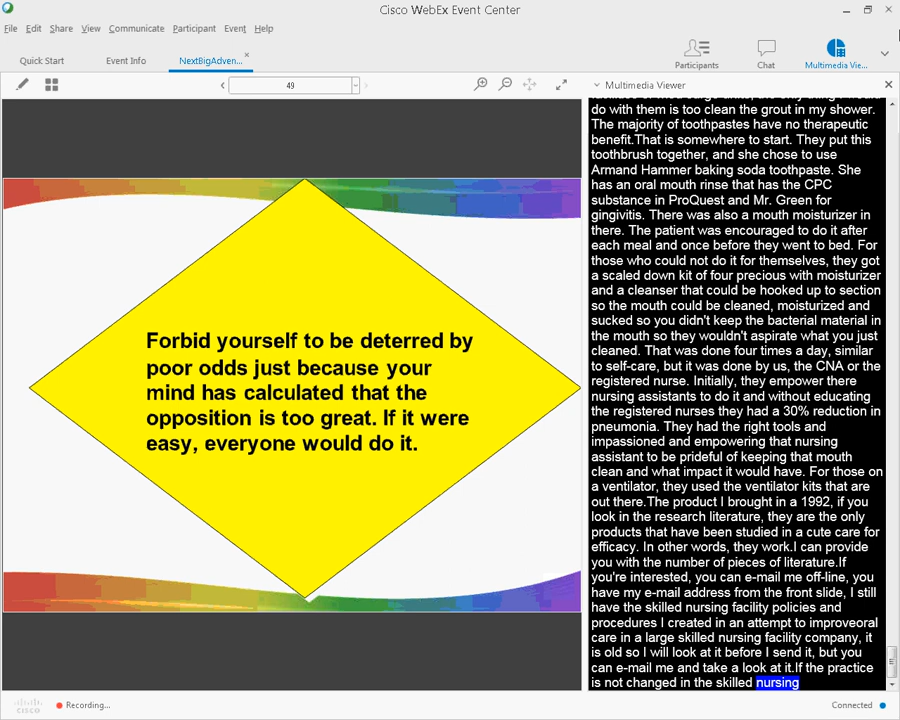 Cisco WebEx Event Center
File Edit Share View Communicate Participant Event Help
Quick Start Event Info NextBigAdven...
Participants Chat Multimedia Vie...
49
Multimedia Viewer
Forbid yourself to be deterred by
poor odds just because your
mind has calculated that the
opposition is too great. If it were
easy, everyone would do it.
do with them is too clean the grout in my shower.
The majority of toothpastes have no therapeutic
benefit.That is somewhere to start. They put this
toothbrush together, and she chose to use
Armand Hammer baking soda toothpaste. She
has an oral mouth rinse that has the CPC
substance in ProQuest and Mr. Green for
gingivitis. There was also a mouth moisturizer in
there. The patient was encouraged to do it after
each meal and once before they went to bed. For
those who could not do it for themselves, they got
a scaled down kit of four precious with moisturizer
and a cleanser that could be hooked up to section
so the mouth could be cleaned, moisturized and
sucked so you didn't keep the bacterial material in
the mouth so they wouldn't aspirate what you just
cleaned. That was done four times a day, similar
to self-care, but it was done by us, the CNA or the
registered nurse. Initially, they empower there
nursing assistants to do it and without educating
the registered nurses they had a 30% reduction in
pneumonia. They had the right tools and
impassioned and empowering that nursing
assistant to be prideful of keeping that mouth
clean and what impact it would have. For those on
a ventilator, they used the ventilator kits that are
out there.The product I brought in a 1992, if you
look in the research literature, they are the only
products that have been studied in a cute care for
efficacy. In other words, they work.I can provide
you with the number of pieces of literature.If
you're interested, you can e-mail me off-line, you
have my e-mail address from the front slide, I still
have the skilled nursing facility policies and
procedures I created in an attempt to improveoral
care in a large skilled nursing facility company, it
is old so I will look at it before I send it, but you
can e-mail me and take a look at it.If the practice
is not changed in the skilled nursing
CISCO Recording... Connected